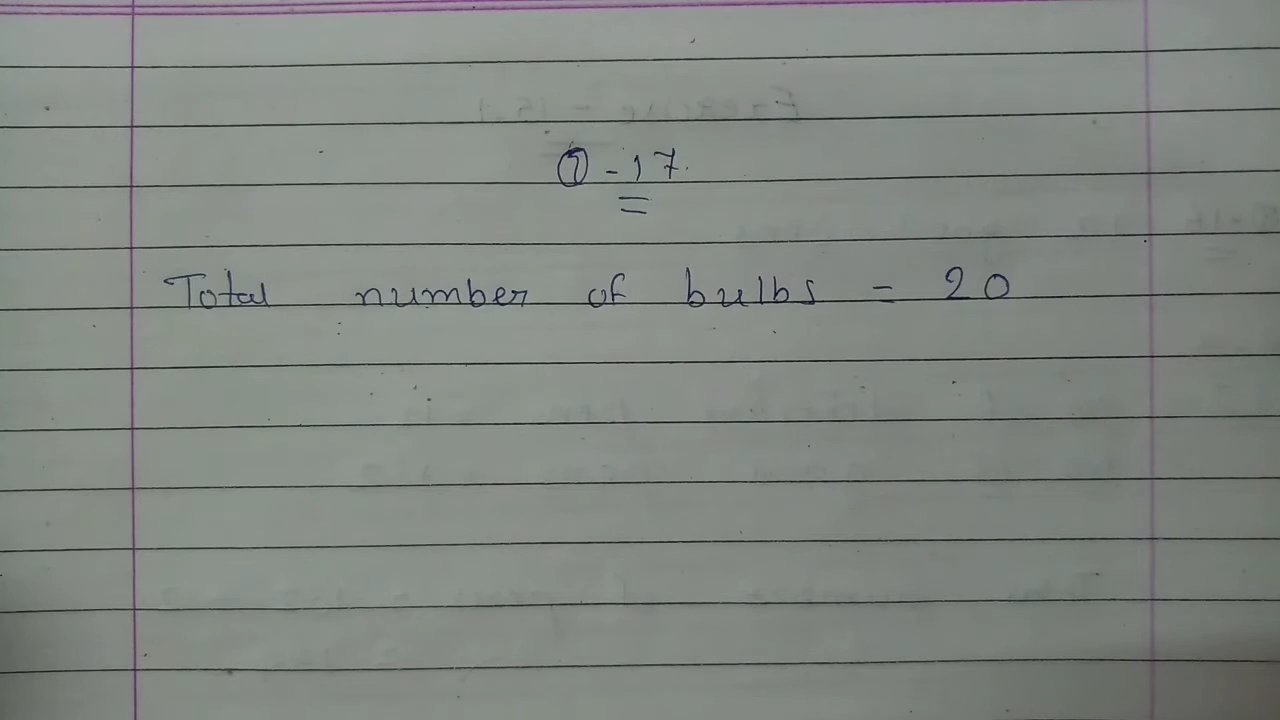 Q-17.
Total number of bulbs = 20